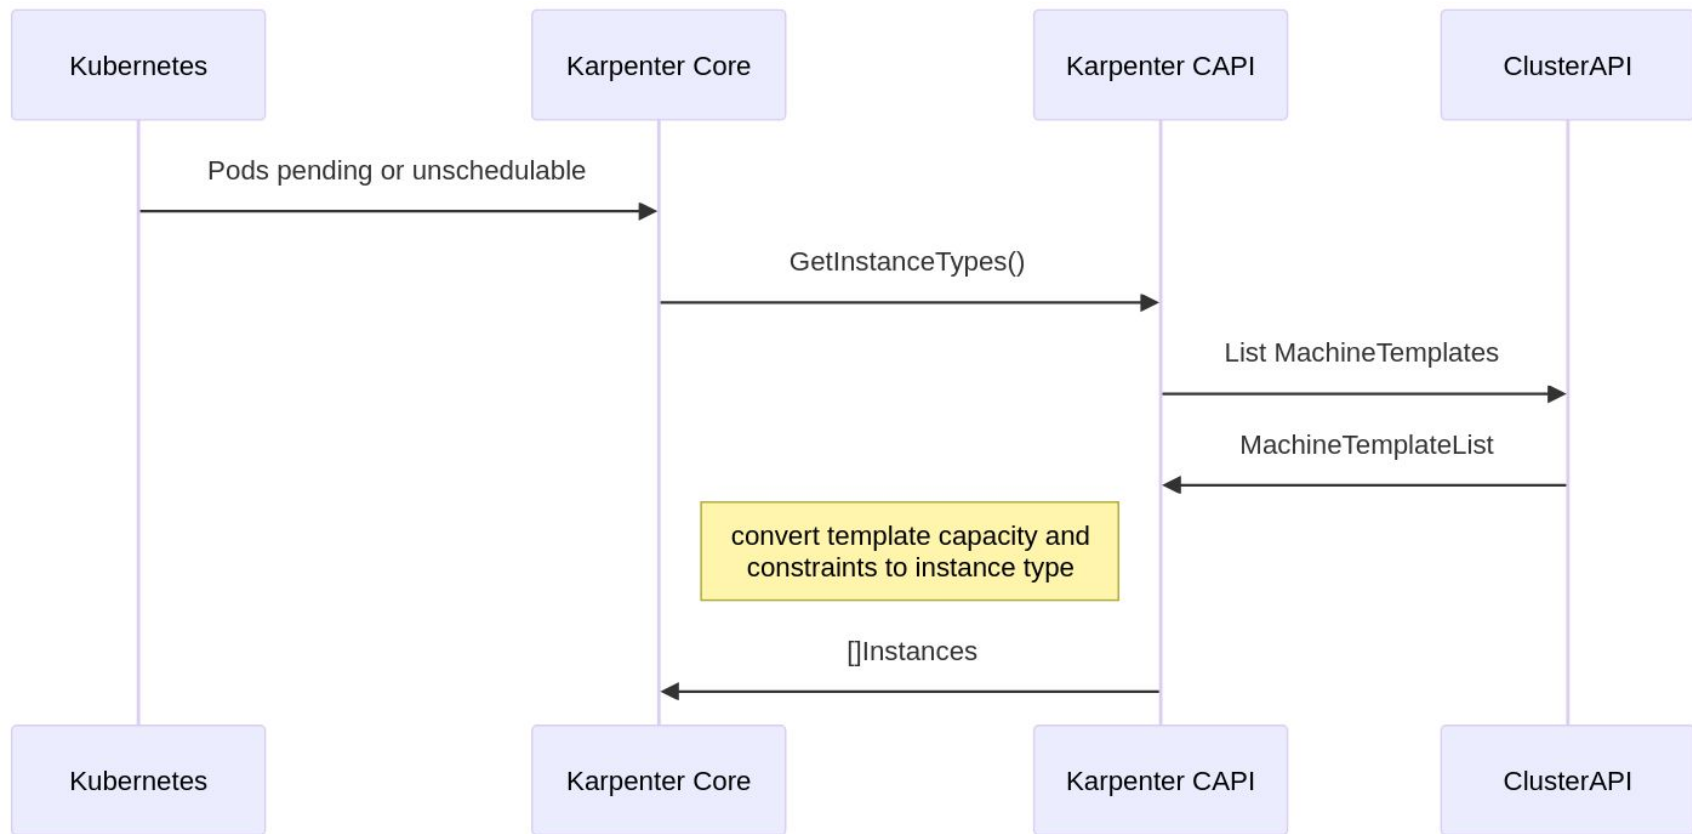 Kubernetes
Karpenter Core
Karpenter CAPI
ClusterAPI
Pods pending or unschedulable
GetInstanceTypes()
List MachineTemplates
MachineTemplateList
convert template capacity and
constraints to instance type
[]Instances
Kubernetes
Karpenter Core
Karpenter CAPI
ClusterAPI